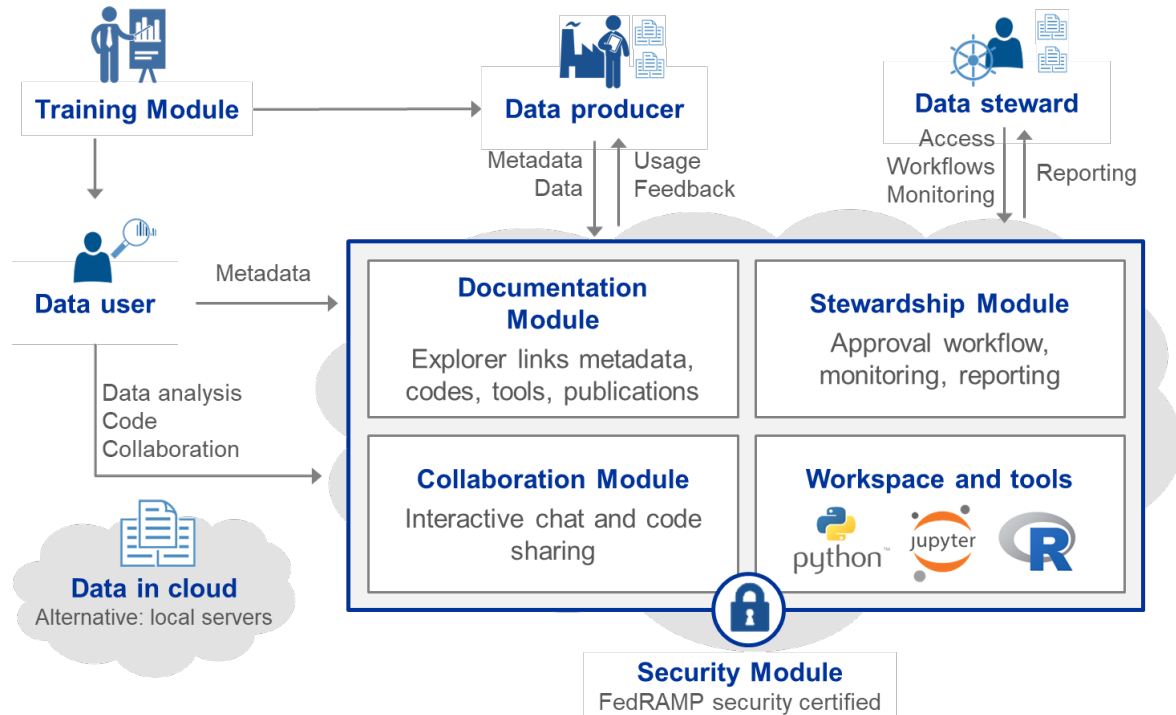 Training Module
Data producer
Data steward
Metadata
Data
Usage
Feedback
Access
Workflows
Monitoring
Reporting
Data user
Metadata
Data analysis
Code
Collaboration
Documentation
Module
Explorer links metadata,
codes, tools, publications
Stewardship Module
Approval workflow,
monitoring, reporting
Collaboration Module
Interactive chat and code
sharing
Workspace and tools
python™
jupyter
R
Data in cloud
Alternative: local servers
Security Module
FedRAMP security certified